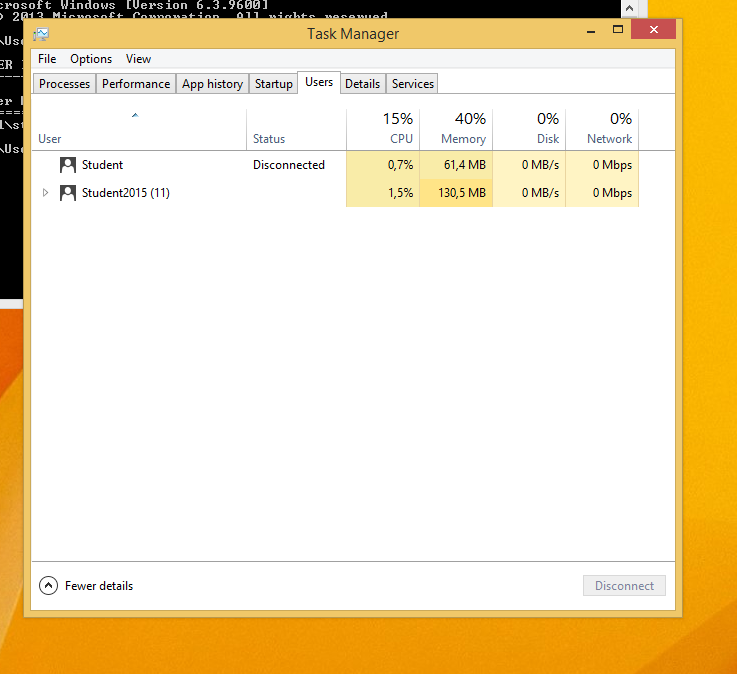 crosoft Windows [Version 6.3.9600]
2013 Microsoft Corporation. All rights reserved
Task Manager
File Options View
Processes Performance App history Startup Users Details Services
15% 40% 0% 0%
User Status CPU Memory Disk Network
Student Disconnected 0,7% 61,4 MB 0 MB/s 0 Mbps
Student2015 (11) 1,5% 130,5 MB 0 MB/s 0 Mbps
Fewer details Disconnect